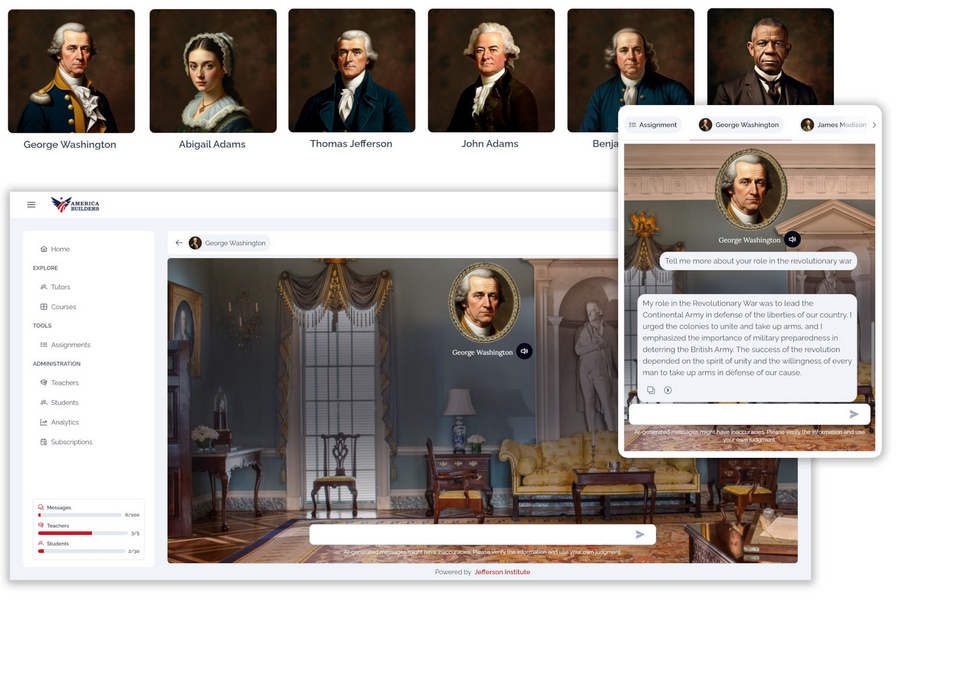 George Washington
Abigail Adams
Thomas Jefferson
John Adams
Benja
Assignment
George Washington
James Madison
George Washington
Tell me more about your role in the revolutionary war
My role in the Revolutionary War was to lead the
Continental Army in defense of the liberties of our country. I
urged the colonies to unite and take up arms, and I
emphasized the importance of military preparedness in
deterring the British Army. The success of the revolution
depended on the spirit of unity and the willingness of every
man to take up arms in defense of our cause.
AI-generated messages might have inaccuracies. Please verify the information and use
your own judgment.
AMERICA
BUILDERS
Home
EXPLORE
Tutors
Courses
TOOLS
Assignments
ADMINISTRATION
Teachers
Students
Analytics
Subscriptions
Messages
6/200
Teachers
3/5
Students
2/30
George Washington
George Washington
AI-generated messages might have inaccuracies. Please verify the information and use your own judgment.
Powered by Jefferson Institute